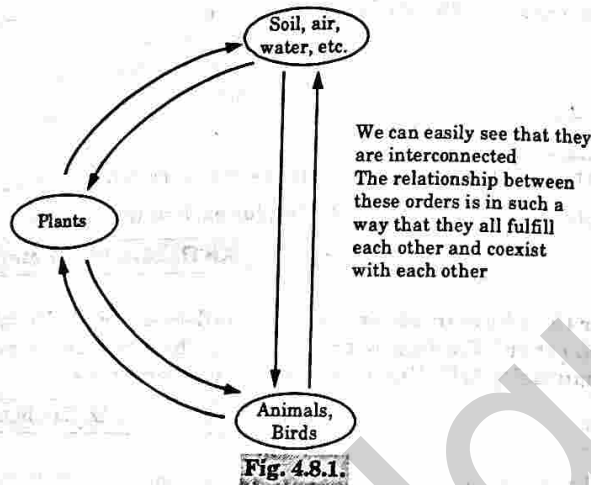 Soil, air,
water, etc.
We can easily see that they
are interconnected
The relationship between
these orders is in such a
way that they all fulfill
each other and coexist
with each other
Plants
Animals,
Birds
Fig. 4.8.1.